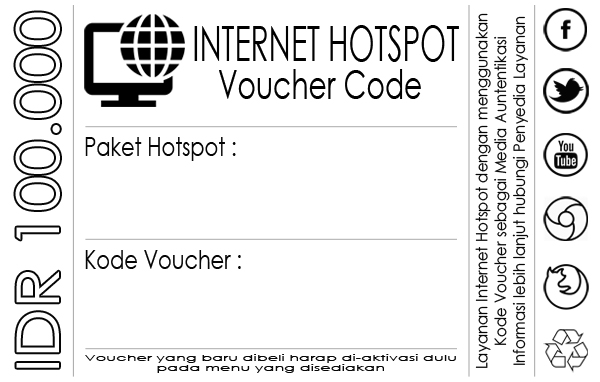 IDR 100.000
INTERNET HOTSPOT
Voucher Code
Paket Hotspot :
Kode Voucher :
Voucher yang baru dibeli harap di-aktivasi dulu
pada menu yang disediakan
Layanan Internet Hotspot dengan menggunakan
Kode Voucher sebagai Media Auntentikasi
Informasi lebih lanjut hubungi Penyedia Layanan
f
You
Tube